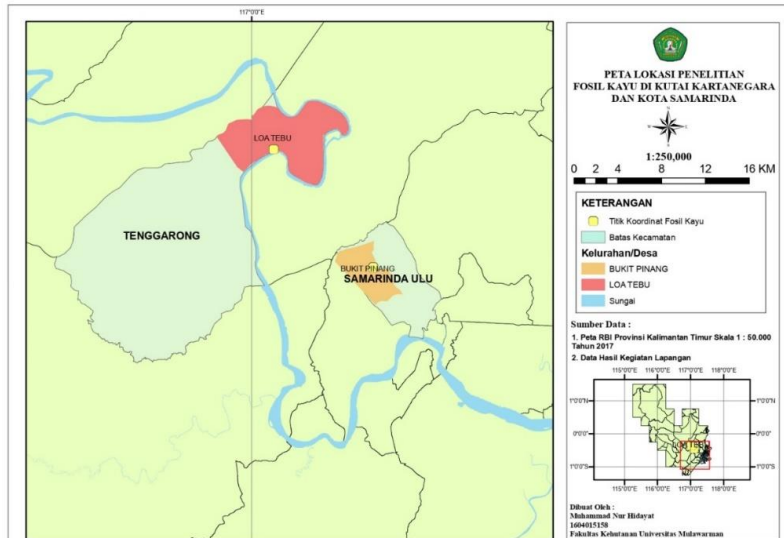 117°0'0"E
LOA TEBU
TENGGARONG
BUKIT PINANG
SAMARINDA ULU
PETA LOKASI PENELITIAN
FOSIL KAYU DI KUTAI KARTANEGARA
DAN KOTA SAMARINDA
1:250,000
0 2 4 8 12 16 KM
KETERANGAN
Titik Koordinat Fosil Kayu
Batas Kecamatan
Kelurahan/Desa
BUKIT PINANG
LOA TEBU
Sungai
Sumber Data :
1. Peta RBI Provinsi Kalimantan Timur Skala 1 : 50.000
Tahun 2017
2. Data Hasil Kegiatan Lapangan
115°0'0"E 116°0'0"E 117°0'0"E 118°0'0"E
1°0'0"N
0°0'0"
1°0'0"S
115°0'0"E 116°0'0"E 117°0'0"E 118°0'0"E
Dibuat Oleh :
Muhammad Nur Hidayat
1604015158
Fakultas Kehutanan Universitas Mulawarman